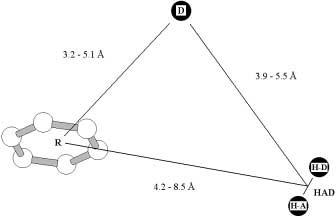 D
3.2 - 5.1 Å
3.9 - 5.5 Å
R
H-D
4.2 - 8.5 Å
HAD
H-A